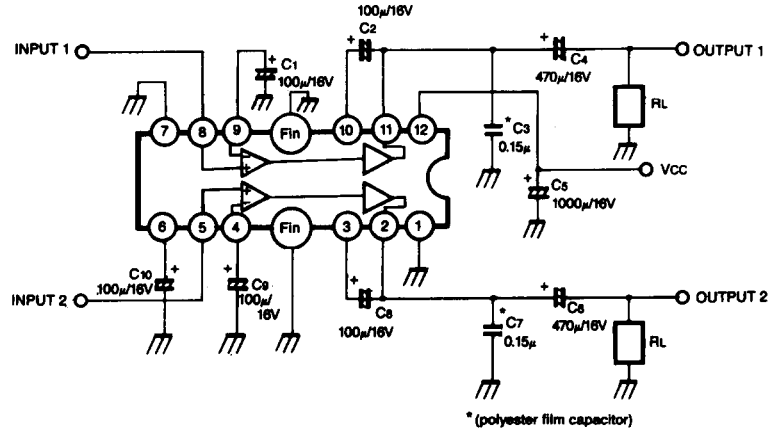 100μ/16V
C2
INPUT 1
+ C1
100μ/16V
+
+ C4
470μ/16V
OUTPUT 1
RL
7 8 9 Fin 10 11 12
* C3
0.15μ
VCC
+ C5
1000μ/16V
- +
+ -
6 5 4 Fin 3 2 1
C10 +
.100μ/16V
+ C9
100μ/
16V
INPUT 2
+ C8
100μ/16V
* C7
0.15μ
+ C6
470μ/16V
OUTPUT 2
RL
* (polyester film capacitor)